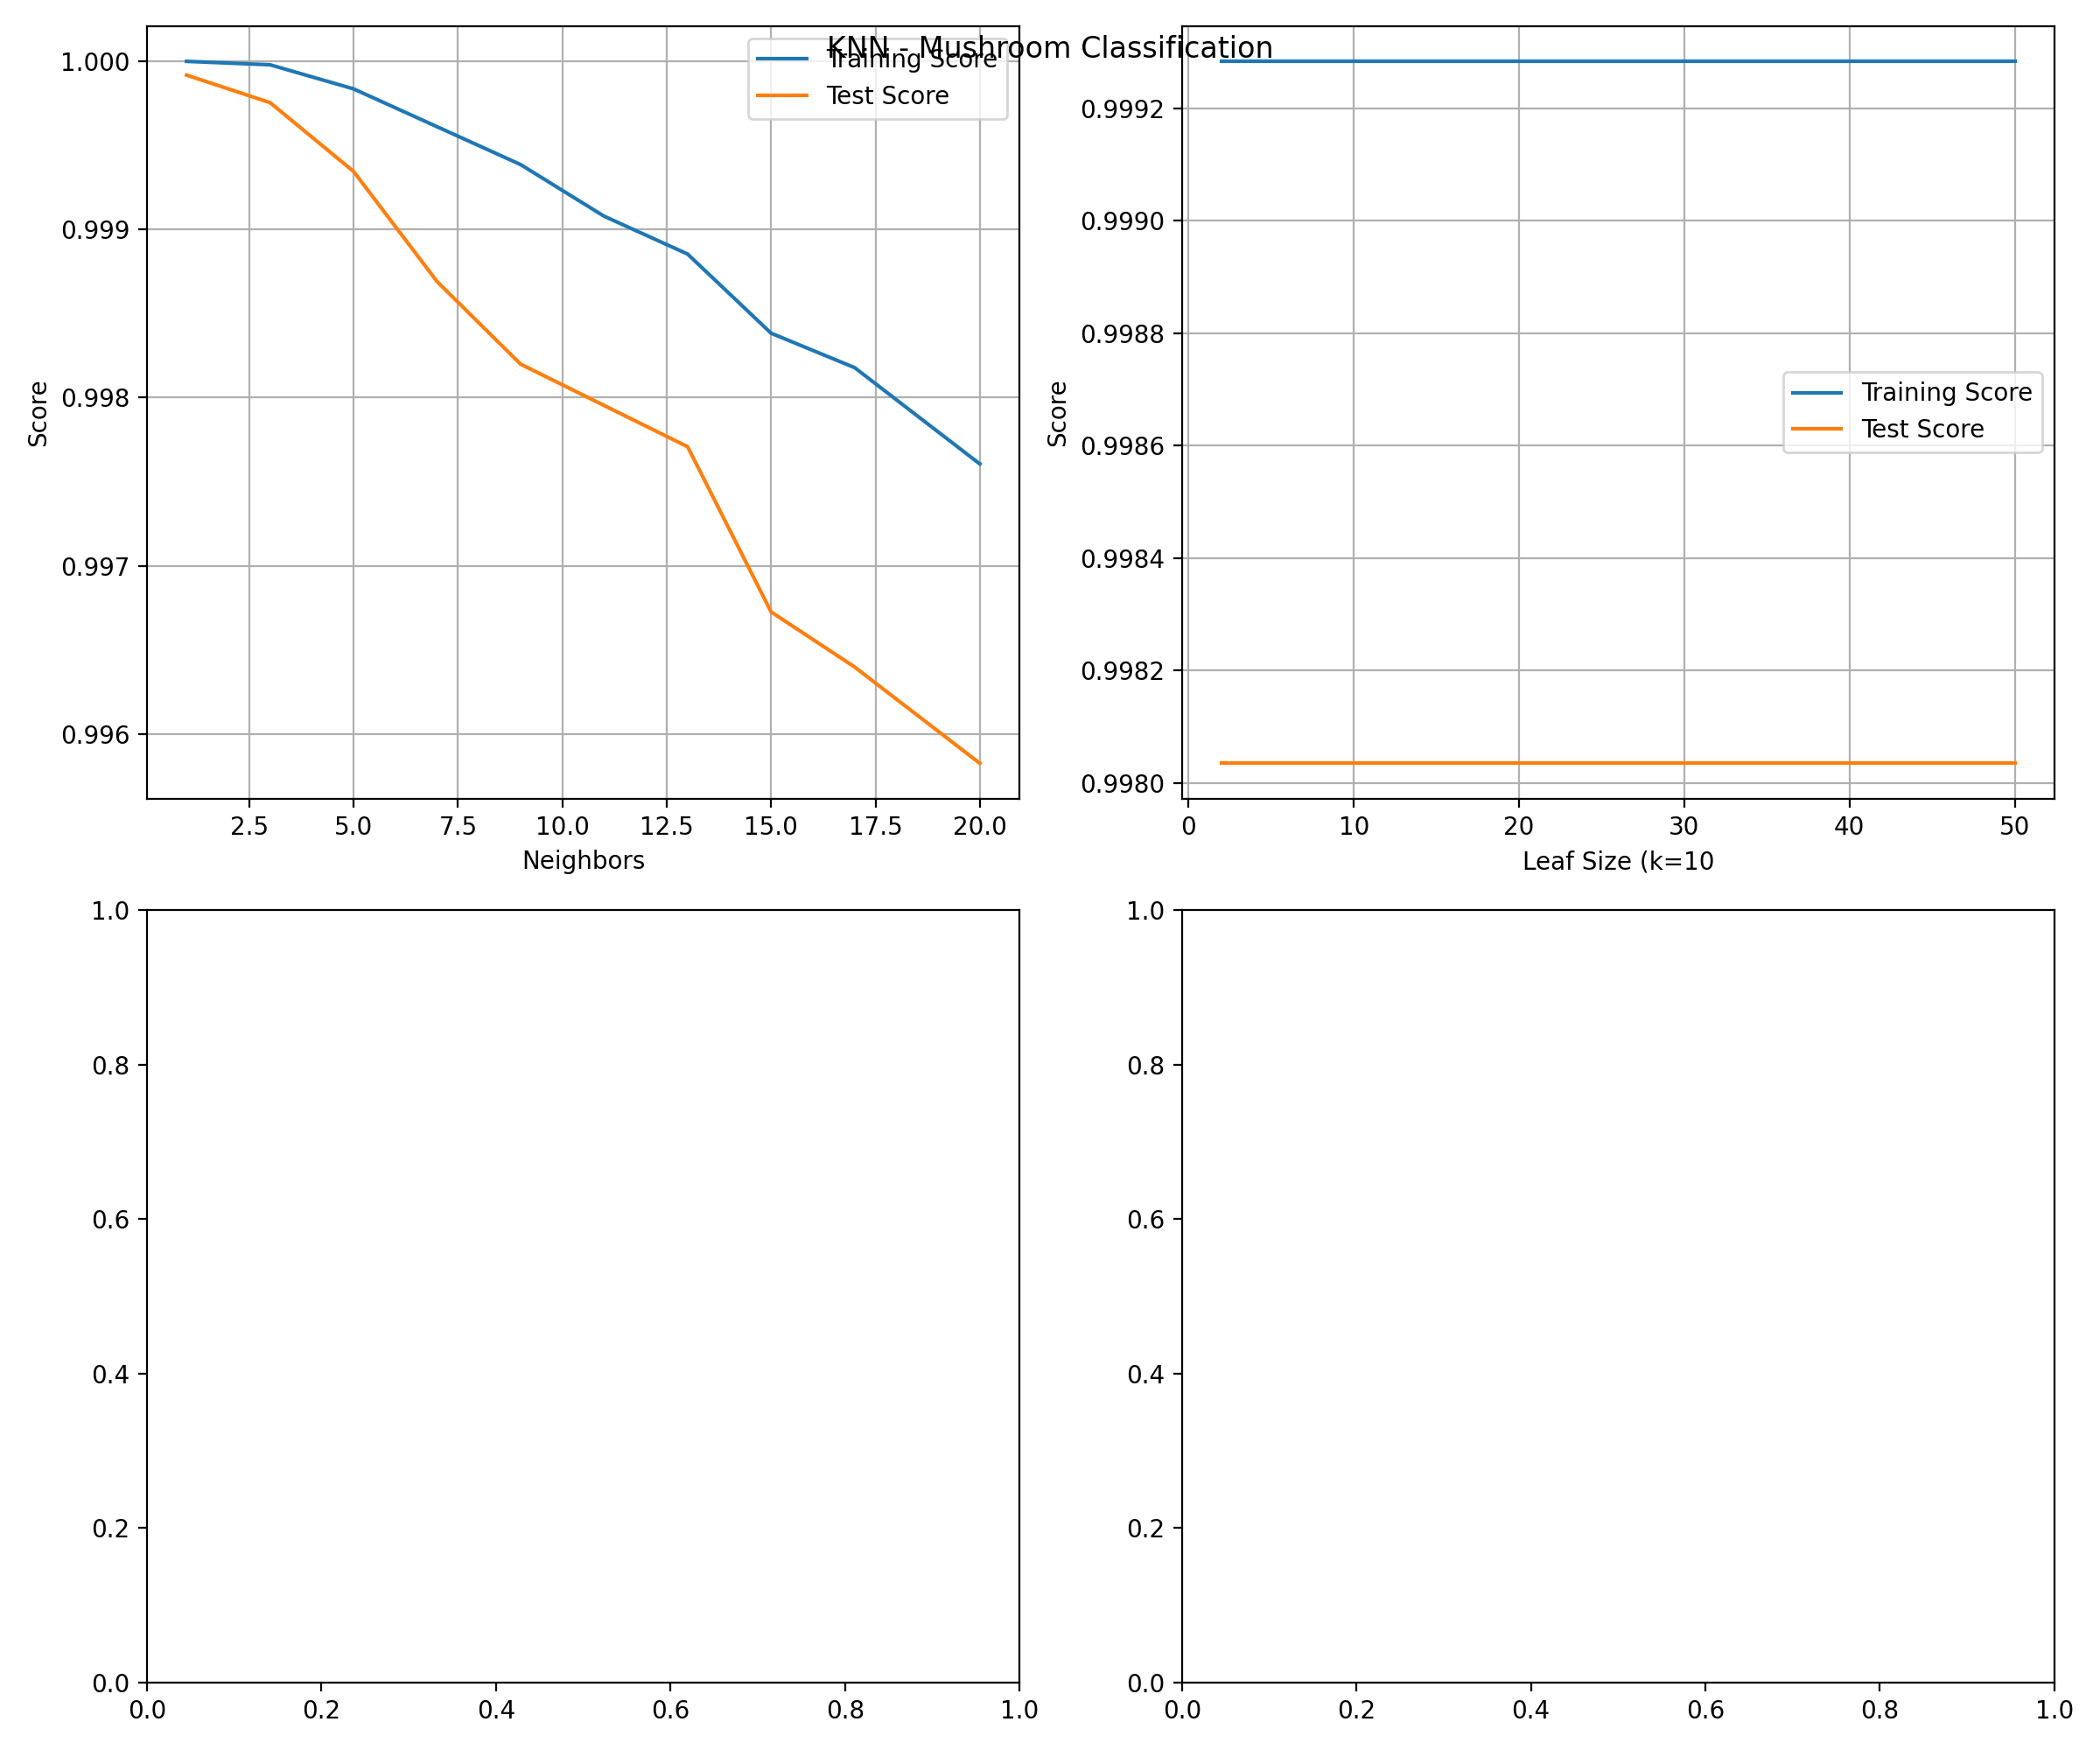 KNN - Mushroom Classification
1.000
0.999
0.998
0.997
0.996
Score
Training Score
Test Score
2.5 5.0 7.5 10.0 12.5 15.0 17.5 20.0
Neighbors
0.9992
0.9990
0.9988
0.9986
0.9984
0.9982
0.9980
Score
Training Score
Test Score
0 10 20 30 40 50
Leaf Size (k=10
1.0
0.8
0.6
0.4
0.2
0.0
0.0 0.2 0.4 0.6 0.8 1.0
1.0
0.8
0.6
0.4
0.2
0.0
0.0 0.2 0.4 0.6 0.8 1.0